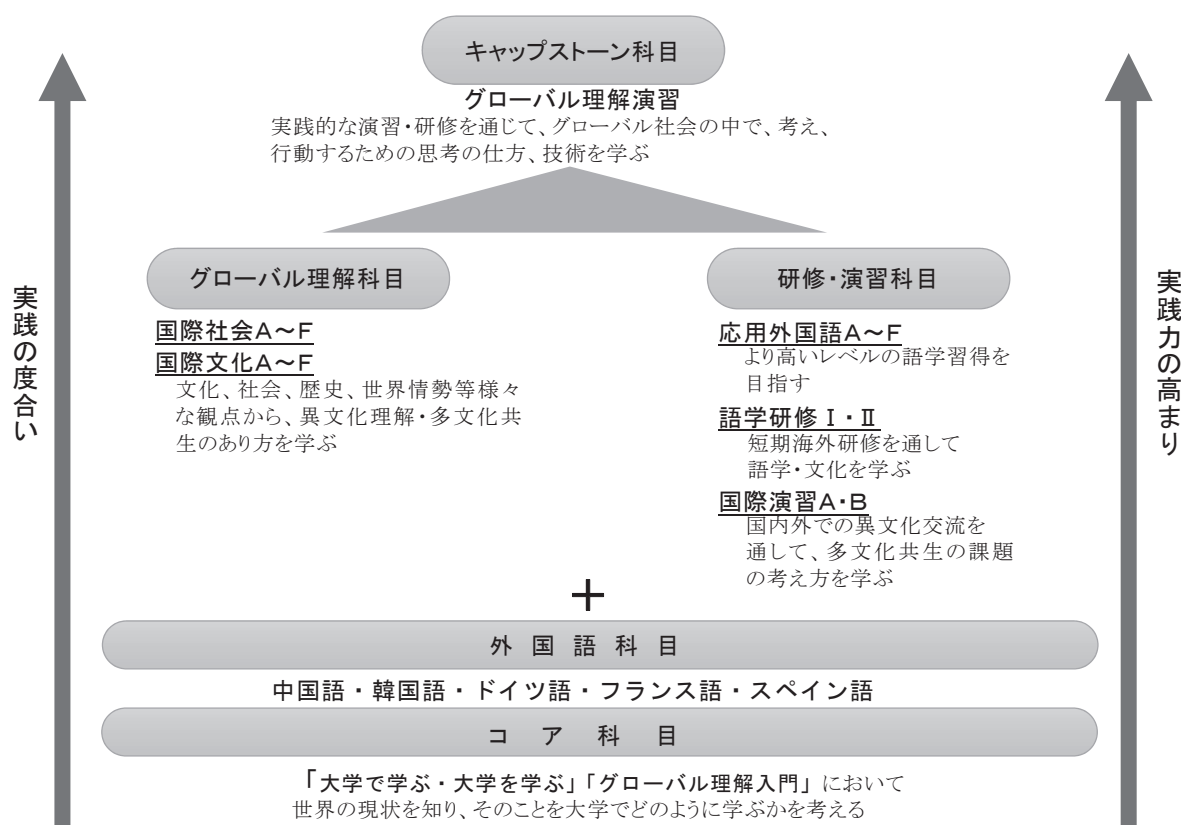 キャップストーン科目
グローバル理解演習
実践的な演習・研修を通じて、グローバル社会の中で、考え、
行動するための思考の仕方、技術を学ぶ
実践の度合い
実践力の高まり
グローバル理解科目
国際社会A～F
国際文化A～F
文化、社会、歴史、世界情勢等様々
な観点から、異文化理解・多文化共
生のあり方を学ぶ
研修・演習科目
応用外国語A～F
より高いレベルの語学習得を
目指す
語学研修Ⅰ・Ⅱ
短期海外研修を通して
語学・文化を学ぶ
国際演習A・B
国内外での異文化交流を
通して、多文化共生の課題
の考え方を学ぶ
＋
外国語科目
中国語・韓国語・ドイツ語・フランス語・スペイン語
コア科目
「大学で学ぶ・大学を学ぶ」「グローバル理解入門」において
世界の現状を知り、そのことを大学でどのように学ぶかを考える